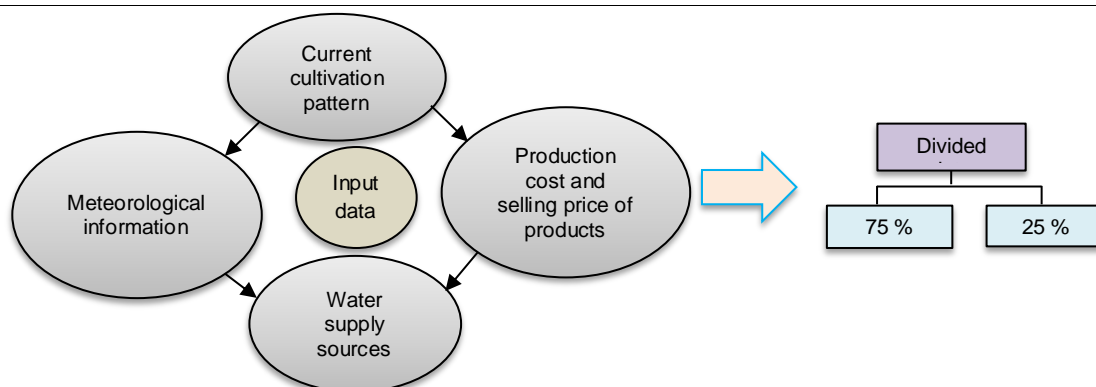 Current
cultivation
pattern
Meteorological
information
Input
data
Production
cost and
selling price of
products
Water
supply
sources
Divided
75 %
25 %